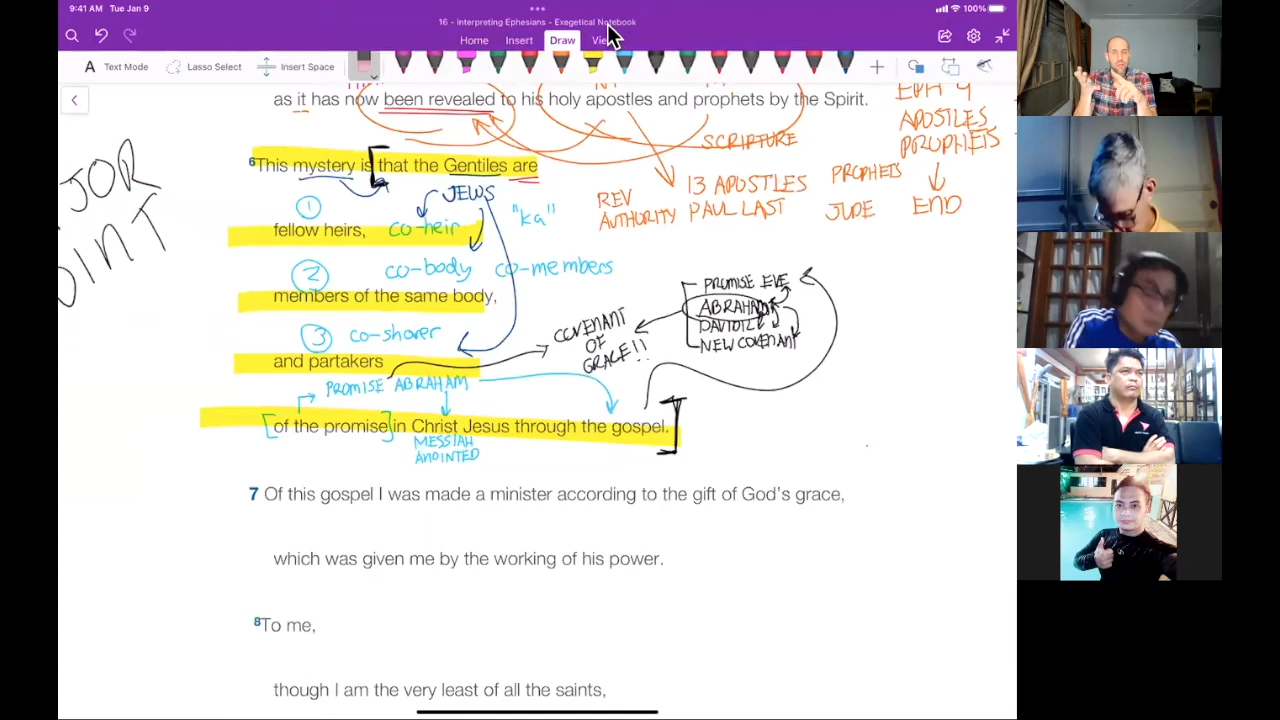 9:41 AM Tue Jan 9
100%
16 - Interpreting Ephesians - Exegetical Notebook
Home Insert Draw
Text Mode Lasso Select Insert Space
as it has now been revealed to his holy apostles and prophets by the Spirit.
EPH 4
APOSTLES
PROPHETS
END
SCRIPTURE
JOR
OINT
6This mystery is [that the Gentiles are
JEWS
REV
AUTHORITY
13 APOSTLES
PAUL LAST
PROPHETS
JUDE
1
fellow heirs, co-heir
"ka"
2
co-body co-members
members of the same body,
3 co-sharer
and partakers
COVENANT
OF
GRACE!!
PROMISE EVE
ABRAHAM
DAVIDIC
NEW COVENANT
PROMISE ABRAHAM
[of the promise] in Christ Jesus through the gospel.]
MESSIAH
ANOINTED
7 Of this gospel I was made a minister according to the gift of God's grace,
which was given me by the working of his power.
8To me,
though I am the very least of all the saints,